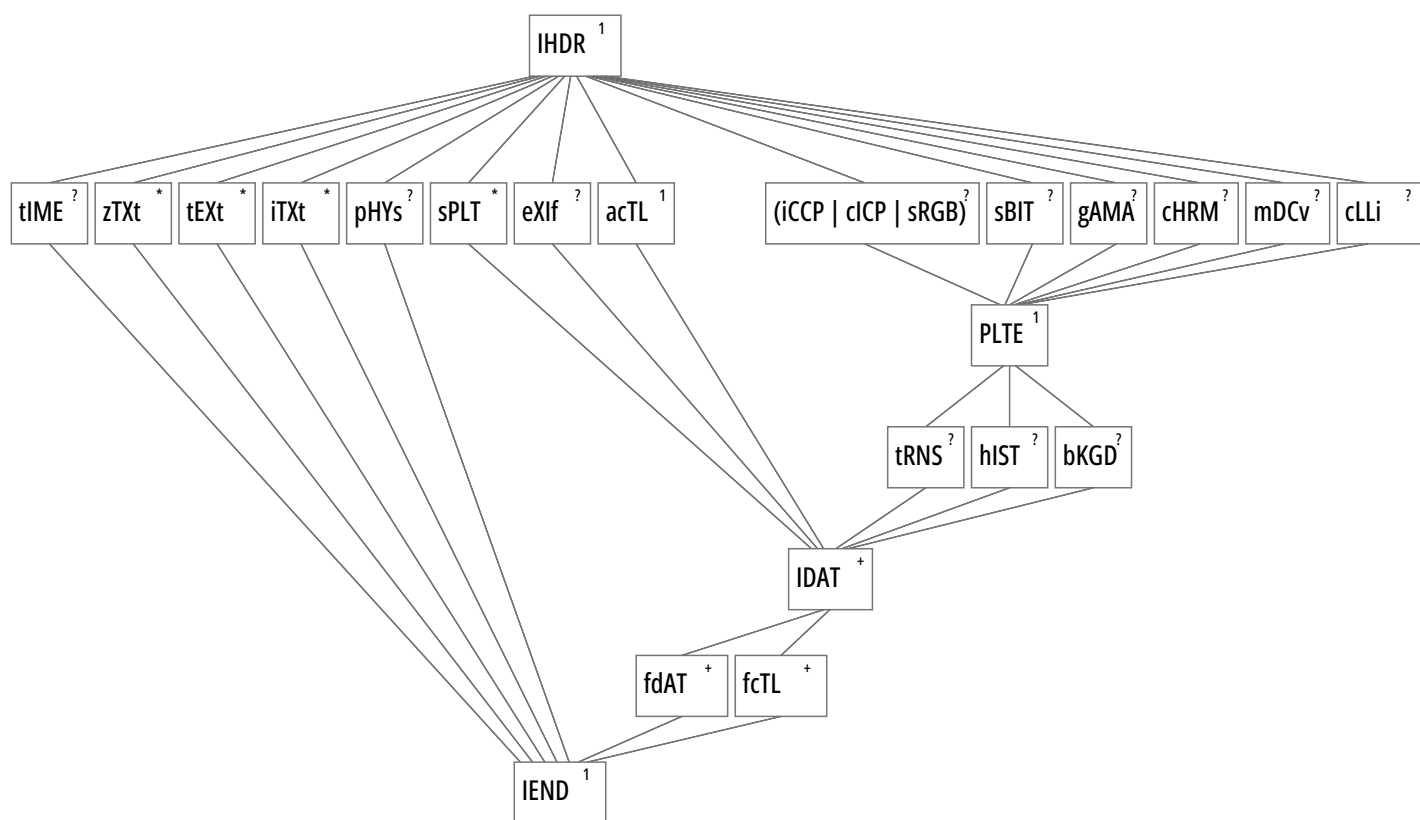 IHDR 1
tIME ? zTXt * tEXt * iTXt * pHYs ? sPLT * eXIf ? acTL 1 (iCCP | cICP | sRGB) ? sBIT ? gAMA ? cHRM ? mDCv ? cLLi ?
PLTE 1
tRNS ? hIST ? bKGD ?
IDAT +
fdAT + fcTL +
IEND 1